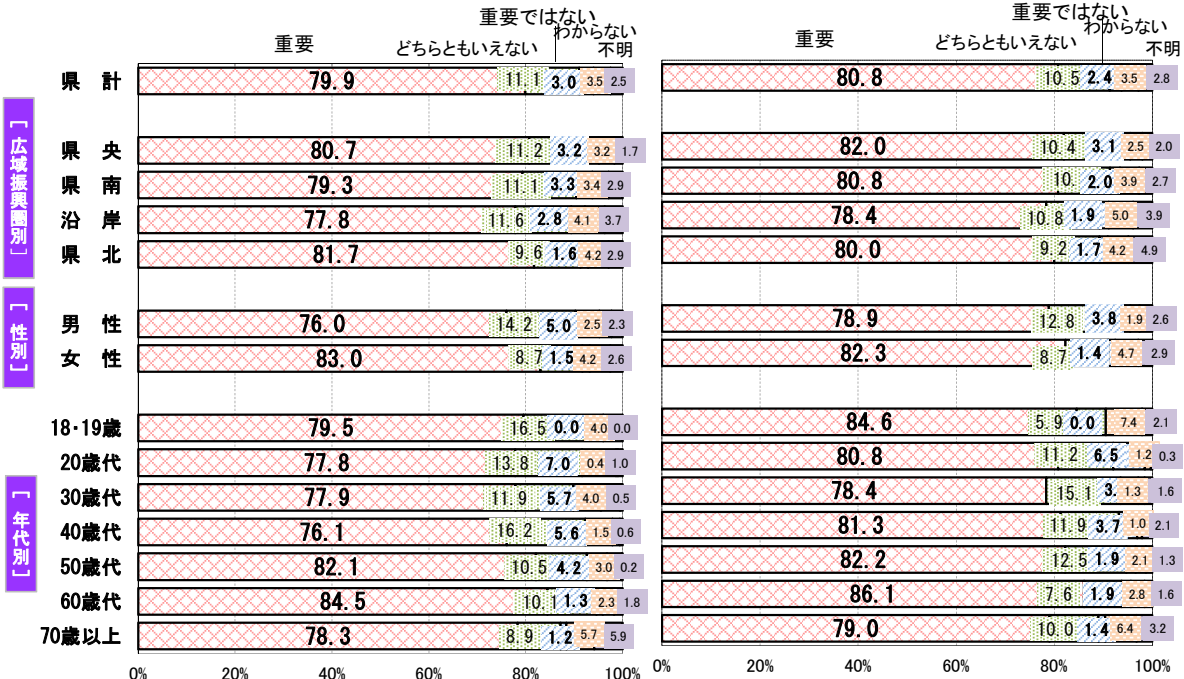 重要ではない 重要ではない
わからない わからない
重要 どちらともいえない 不明 重要 どちらともいえない 不明
県 計 79.9 11.1 3.0 3.5 2.5 80.8 10.5 2.4 3.5 2.8
[広域振興圏別]
県 央 80.7 11.2 3.2 3.2 1.7 82.0 10.4 3.1 2.5 2.0
県 南 79.3 11.1 3.3 3.4 2.9 80.8 10. 2.0 3.9 2.7
沿 岸 77.8 11.6 2.8 4.1 3.7 78.4 10.8 1.9 5.0 3.9
県 北 81.7 9.6 1.6 4.2 2.9 80.0 9.2 1.7 4.2 4.9
[性別]
男 性 76.0 14.2 5.0 2.5 2.3 78.9 12.8 3.8 1.9 2.6
女 性 83.0 8.7 1.5 4.2 2.6 82.3 8.7 1.4 4.7 2.9
[年代別]
18・19歳 79.5 16.5 0.0 4.0 0.0 84.6 5.9 0.0 7.4 2.1
20歳代 77.8 13.8 7.0 0.4 1.0 80.8 11.2 6.5 1.2 0.3
30歳代 77.9 11.9 5.7 4.0 0.5 78.4 15.1 3. 1.3 1.6
40歳代 76.1 16.2 5.6 1.5 0.6 81.3 11.9 3.7 1.0 2.1
50歳代 82.1 10.5 4.2 3.0 0.2 82.2 12.5 1.9 2.1 1.3
60歳代 84.5 10.1 1.3 2.3 1.8 86.1 7.6 1.9 2.8 1.6
70歳以上 78.3 8.9 1.2 5.7 5.9 79.0 10.0 1.4 6.4 3.2
0% 20% 40% 60% 80% 100% 0% 20% 40% 60% 80% 100%